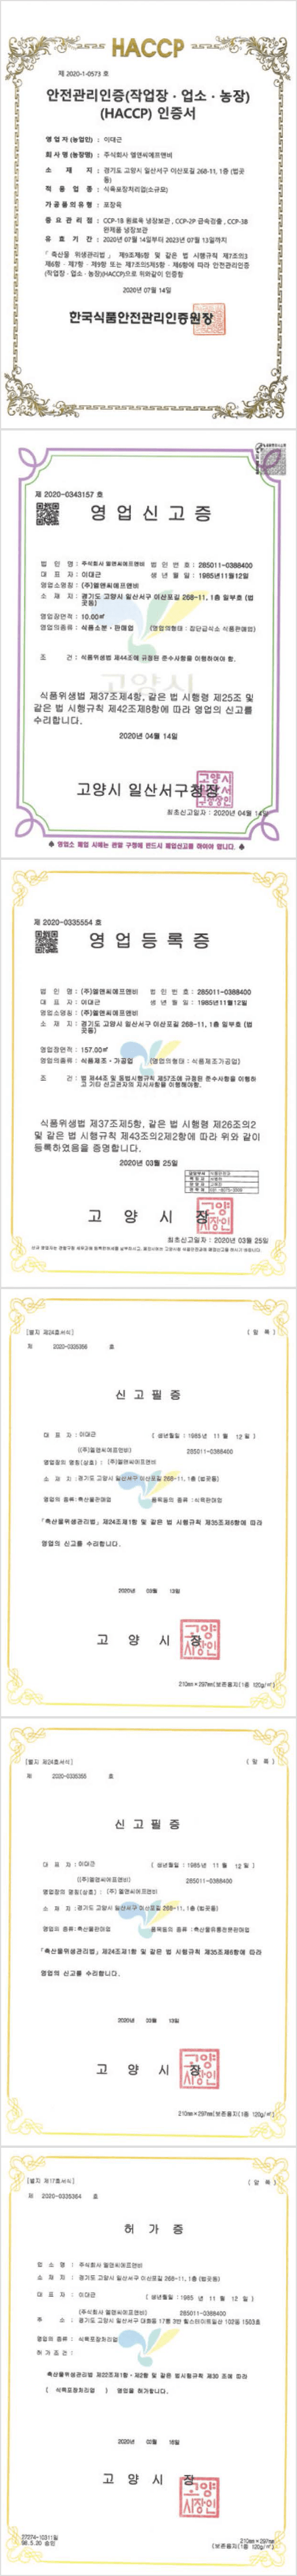 HACCP
제 2020-1-0573 호
안전관리인증(작업장 · 업소 · 농장)
(HACCP) 인증서
영 업 자 (농업인) : 이대근
회 사 명 (농장명) : 주식회사 엘앤씨에프앤비
소 재 지 : 경기도 고양시 일산서구 이산포길 268-11, 1층 (법곳
동)
적 용 업 종 : 식육포장처리업(소규모)
가 공 품 의 유 형 : 포장육
중 요 관 리 점 : CCP-1B 원료육 냉장보관 , CCP-2P 금속검출 , CCP-3B
완제품 냉장보관
유 효 기 간 : 2020년 07월 14일부터 2023년 07월 13일까지
「축산물 위생관리법」 제9조제3항 및 같은 법 시행규칙 제7조의3
제6항 · 제7항 · 제9항 또는 제7조의5제5항 · 제6항에 따라 안전관리인증
(작업장 · 업소 · 농장)(HACCP)으로 위와같이 인증함
2020년 07월 14일
한국식품안전관리인증원장
제 2020-0343157 호
영 업 신 고 증
법 인 명 : 주식회사 엘앤씨에프앤비 법 인 번 호 : 285011-0388400
대 표 자 : 이대근 생 년 월 일 : 1985년11월12일
영업소명칭 : (주)엘앤씨에프앤비
소 재 지 : 경기도 고양시 일산서구 이산포길 268-11, 1층 일부호 (법
곳동)
영업장면적 : 10.00㎡
영업의종류 : 식품소분 · 판매업 (영업의형태 : 집단급식소 식품판매업)
조 건 : 식품위생법 제44조에 규정된 준수사항을 이행하여야 함.
고양시
식품위생법 제37조제4항, 같은 법 시행령 제25조 및
같은 법 시행규칙 제42조제8항에 따라 영업의 신고를
수리합니다.
2020년 04월 14일
고양시 일산서구청장
최초신고일자 : 2020년 04월 14일
♠ 영업소 폐업 시에는 관할 구청에 반드시 폐업신고를 하여야 합니다. ♠
제 2020-0335554 호
영 업 등 록 증
법 인 명 : (주)엘앤씨에프앤비 법 인 번 호 : 285011-0388400
대 표 자 : 이대근 생 년 월 일 : 1985년11월12일
영업소명칭 : (주)엘앤씨에프앤비
소 재 지 : 경기도 고양시 일산서구 이산포길 268-11, 1층 일부호 (법
곳동)
영업장면적 : 157.00㎡
영업의종류 : 식품제조 · 가공업 (영업의형태 : 식품제조가공업)
조 건 : 법 제44조 및 동법시행규칙 제57조에 규정된 준수사항을 이행하
고 기타 신고권자의 지시사항을 이행해야함.
식품위생법 제37조제5항, 같은 법 시행령 제26조의2
및 같은 법 시행규칙 제43조의2제2항에 따라 위와 같이
등록하였음을 증명합니다.
2020년 03월 25일
고 양 시 장
최초신고일자 : 2020년 03월 25일
[별지 제24호서식] ( 앞 쪽 )
제 2020-0335356 호
신 고 필 증
대 표 자 : 이대근 ( 생년월일 : 1985 년 11 월 12 일 )
((주)엘앤씨에프앤비) 285011-0388400
영업장의 명칭(상호) : (주)엘앤씨에프앤비
소 재 지 : 경기도 고양시 일산서구 이산포길 268-11, 1층 (법곳동)
영업의 종류 : 축산물판매업 품목등의 종류 : 식육판매업
「축산물위생관리법」 제24조제1항 및 같은 법 시행규칙 제35조제6항에 따라
영업의 신고를 수리합니다.
2020년 03월 13일
고 양 시 장
210mm × 297mm(보존용지(1종 120g/㎡)
[별지 제24호서식] ( 앞 쪽 )
제 2020-0335355 호
신 고 필 증
대 표 자 : 이대근 ( 생년월일 : 1985 년 11 월 12 일 )
((주)엘앤씨에프앤비) 285011-0388400
영업장의 명칭(상호) : (주) 엘앤씨에프앤비
소 재 지 : 경기도 고양시 일산서구 이산포길 268-11, 1층 (법곳동)
영업의 종류 : 축산물판매업 품목등의 종류 : 축산물유통전문판매업
「축산물위생관리법」 제24조제1항 및 같은 법 시행규칙 제35조제6항에 따라
영업의 신고를 수리합니다.
2020년 03월 13일
고 양 시 장
210mm × 297mm(보존용지(1종 120g/㎡)
[별지 제17호서식] ( 앞 쪽 )
제 2020-0335364 호
허 가 증
업 소 명 : 주식회사 엘앤씨에프앤비
소 재 지 : 경기도 고양시 일산서구 이산포길 268-11, 1층 (법곳동)
대 표 자 : 이대근 ( 생년월일 : 1985 년 11 월 12 일 )
(주식회사 엘앤씨에프앤비) 285011-0388400
주 소 : 경기도 고양시 일산서구 대화동 17통 3반 힐스테이트일산 102동 1503호
영업의 종류 : 식육포장처리업
허 가 조 건 :
축산물위생관리법 제22조제1항 · 제2항 및 같은 법시행규칙 제30 조에 따라
( 식육포장처리업 ) 영업을 허가합니다.
2020년 03월 18일
고 양 시 장
27074-10311일
98.5.20 승인
210mm × 297mm
(보존용지(1종 120g/㎡)